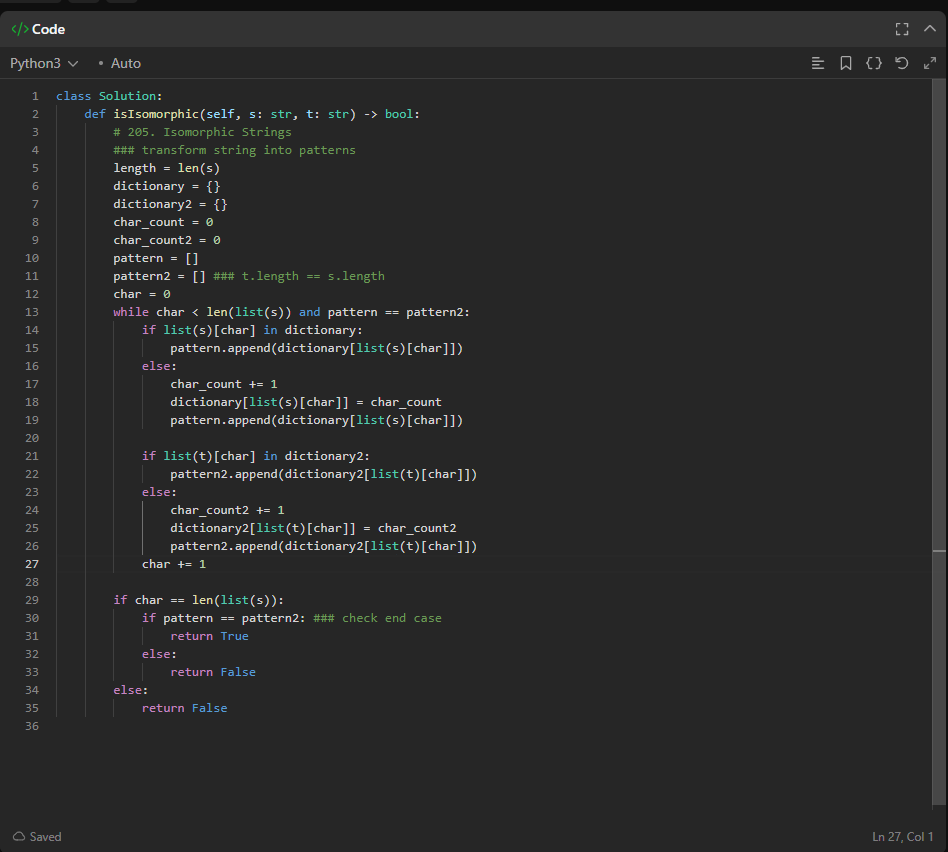 </> Code
Python3 • Auto
1 class Solution:
2     def isIsomorphic(self, s: str, t: str) -> bool:
3         # 205. Isomorphic Strings
4         ### transform string into patterns
5         length = len(s)
6         dictionary = {}
7         dictionary2 = {}
8         char_count = 0
9         char_count2 = 0
10         pattern = []
11         pattern2 = [] ### t.length == s.length
12         char = 0
13         while char < len(list(s)) and pattern == pattern2:
14             if list(s)[char] in dictionary:
15                 pattern.append(dictionary[list(s)[char]])
16             else:
17                 char_count += 1
18                 dictionary[list(s)[char]] = char_count
19                 pattern.append(dictionary[list(s)[char]])
20
21             if list(t)[char] in dictionary2:
22                 pattern2.append(dictionary2[list(t)[char]])
23             else:
24                 char_count2 += 1
25                 dictionary2[list(t)[char]] = char_count2
26                 pattern2.append(dictionary2[list(t)[char]])
27             char += 1
28
29         if char == len(list(s)):
30             if pattern == pattern2: ### check end case
31                 return True
32             else:
33                 return False
34         else:
35             return False
36
Saved Ln 27, Col 1